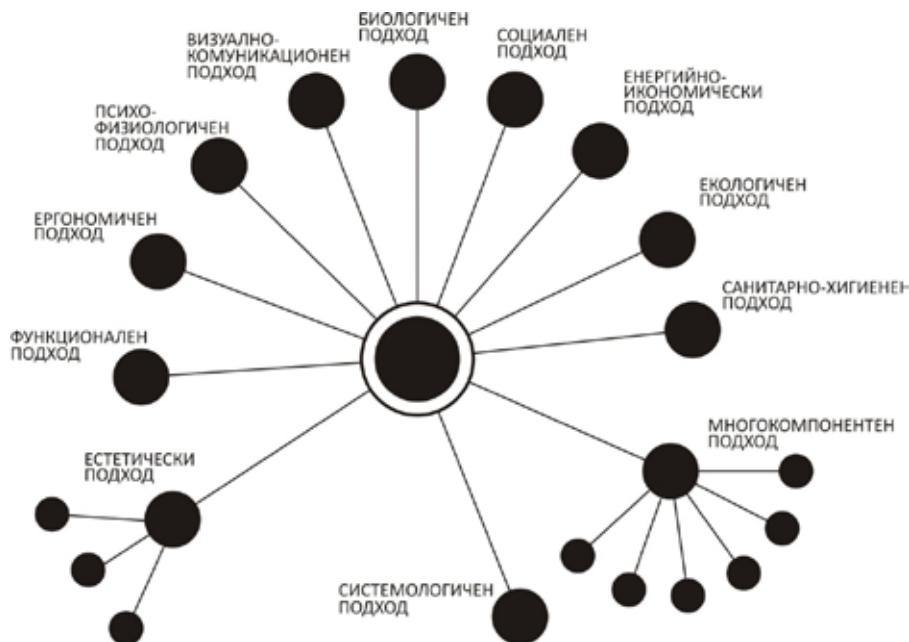 БИОЛОГИЧЕН
ПОДХОД
ВИЗУАЛНО-
КОМУНИКАЦИОНЕН
ПОДХОД
СОЦИАЛЕН
ПОДХОД
ЕНЕРГИЙНО-
ИКОНОМИЧЕСКИ
ПОДХОД
ПСИХО-
ФИЗИОЛОГИЧЕН
ПОДХОД
ЕКОЛОГИЧЕН
ПОДХОД
ЕРГОНОМИЧЕН
ПОДХОД
САНИТАРНО-ХИГИЕНЕН
ПОДХОД
ФУНКЦИОНАЛЕН
ПОДХОД
МНОГОКОМПОНЕНТЕН
ПОДХОД
ЕСТЕТИЧЕСКИ
ПОДХОД
СИСТЕМОЛОГИЧЕН
ПОДХОД